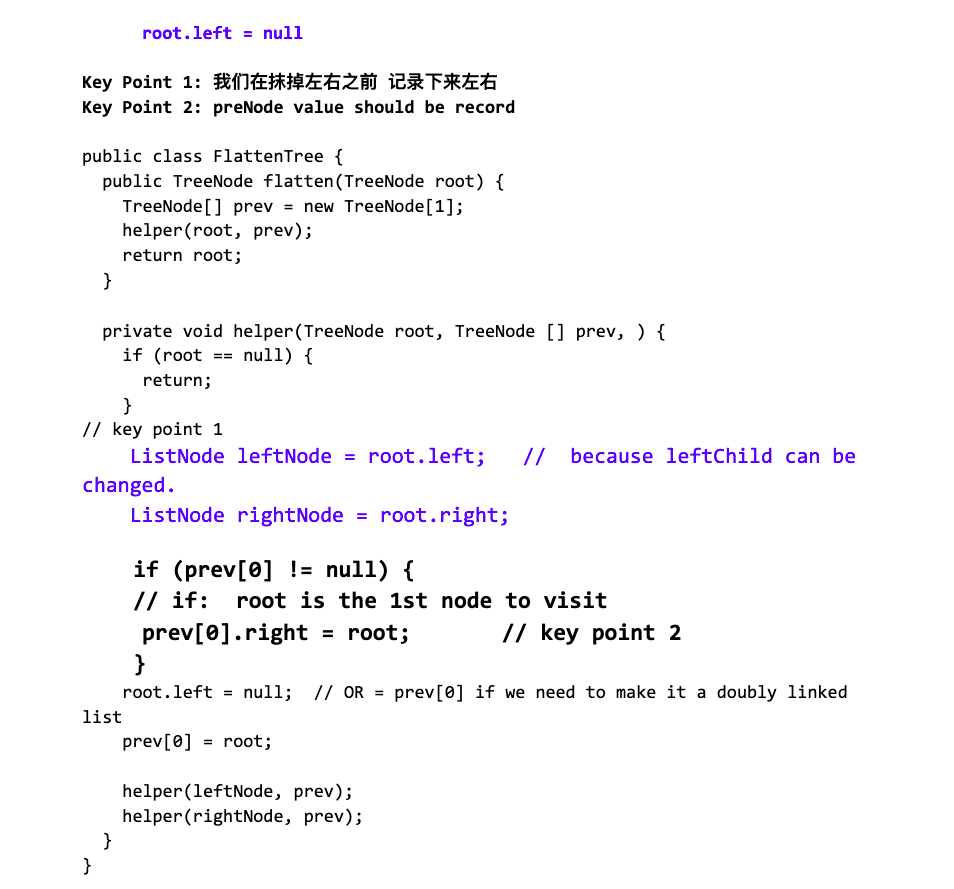 root.left = null
Key Point 1: 我们在抹掉左右之前 记录下来左右
Key Point 2: preNode value should be record
public class FlattenTree {
public TreeNode flatten(TreeNode root) {
TreeNode[] prev = new TreeNode[1];
helper(root, prev);
return root;
}
private void helper(TreeNode root, TreeNode [] prev, ) {
if (root == null) {
return;
}
// key point 1
ListNode leftNode = root.left;   //  because leftChild can be
changed.
ListNode rightNode = root.right;
if (prev[0] != null) {
// if:  root is the 1st node to visit
prev[0].right = root;       // key point 2
}
root.left = null;  // OR = prev[0] if we need to make it a doubly linked
list
prev[0] = root;
helper(leftNode, prev);
helper(rightNode, prev);
}
}